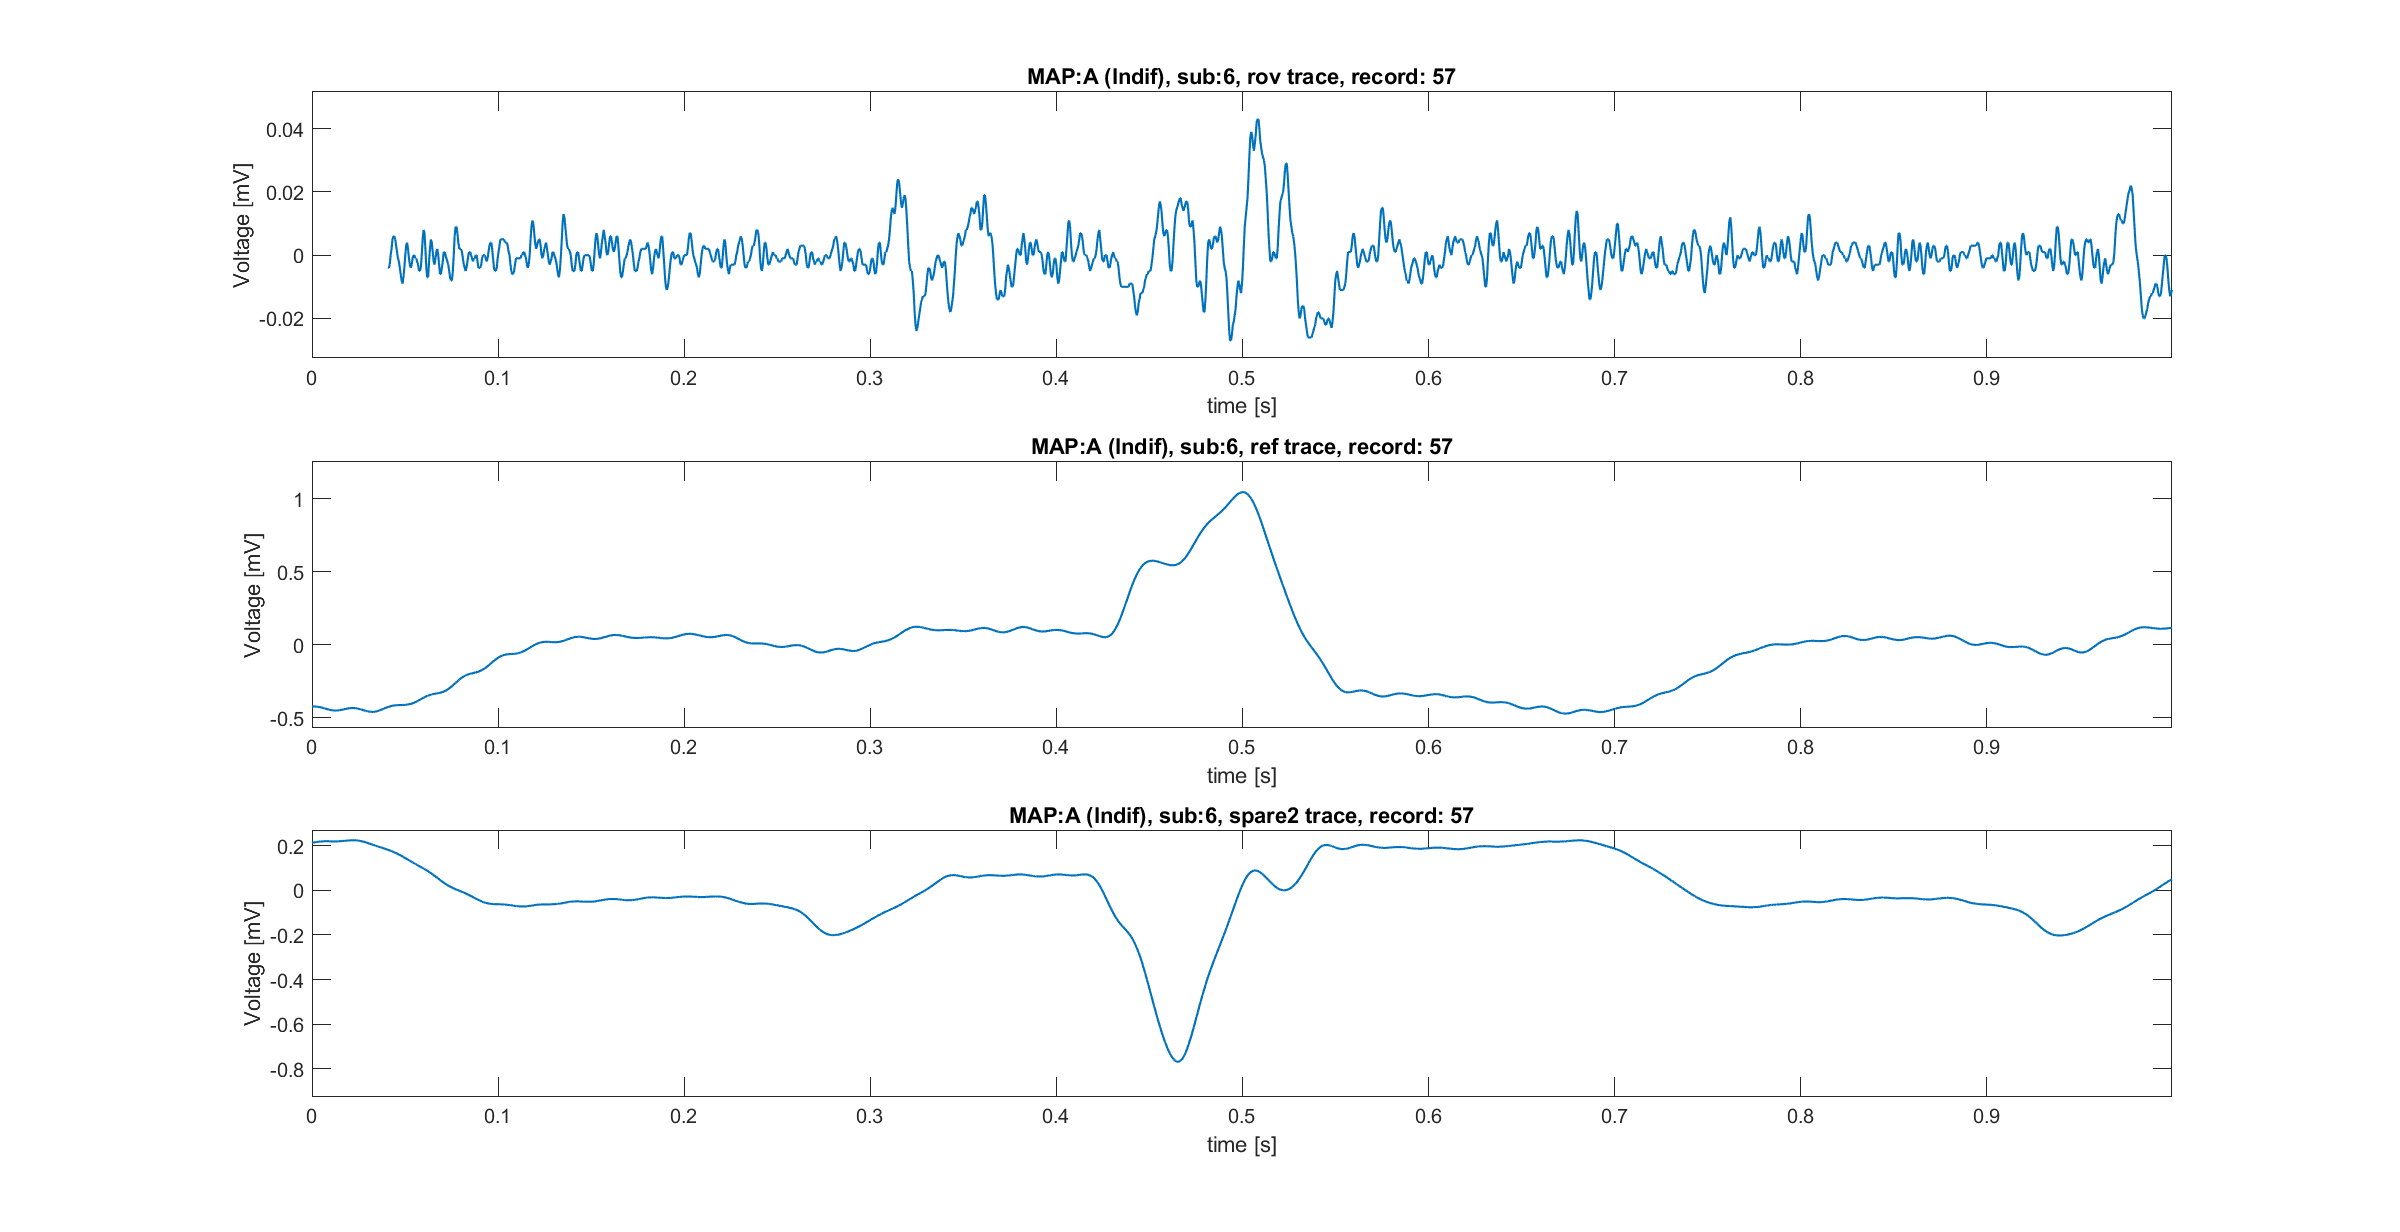 MAP:A (Indif), sub:6, rov trace, record: 57
Voltage [mV]
0.04
0.02
0
-0.02
0 0.1 0.2 0.3 0.4 0.5 0.6 0.7 0.8 0.9
time [s]
MAP:A (Indif), sub:6, ref trace, record: 57
Voltage [mV]
1
0.5
0
-0.5
0 0.1 0.2 0.3 0.4 0.5 0.6 0.7 0.8 0.9
time [s]
MAP:A (Indif), sub:6, spare2 trace, record: 57
Voltage [mV]
0.2
0
-0.2
-0.4
-0.6
-0.8
0 0.1 0.2 0.3 0.4 0.5 0.6 0.7 0.8 0.9
time [s]